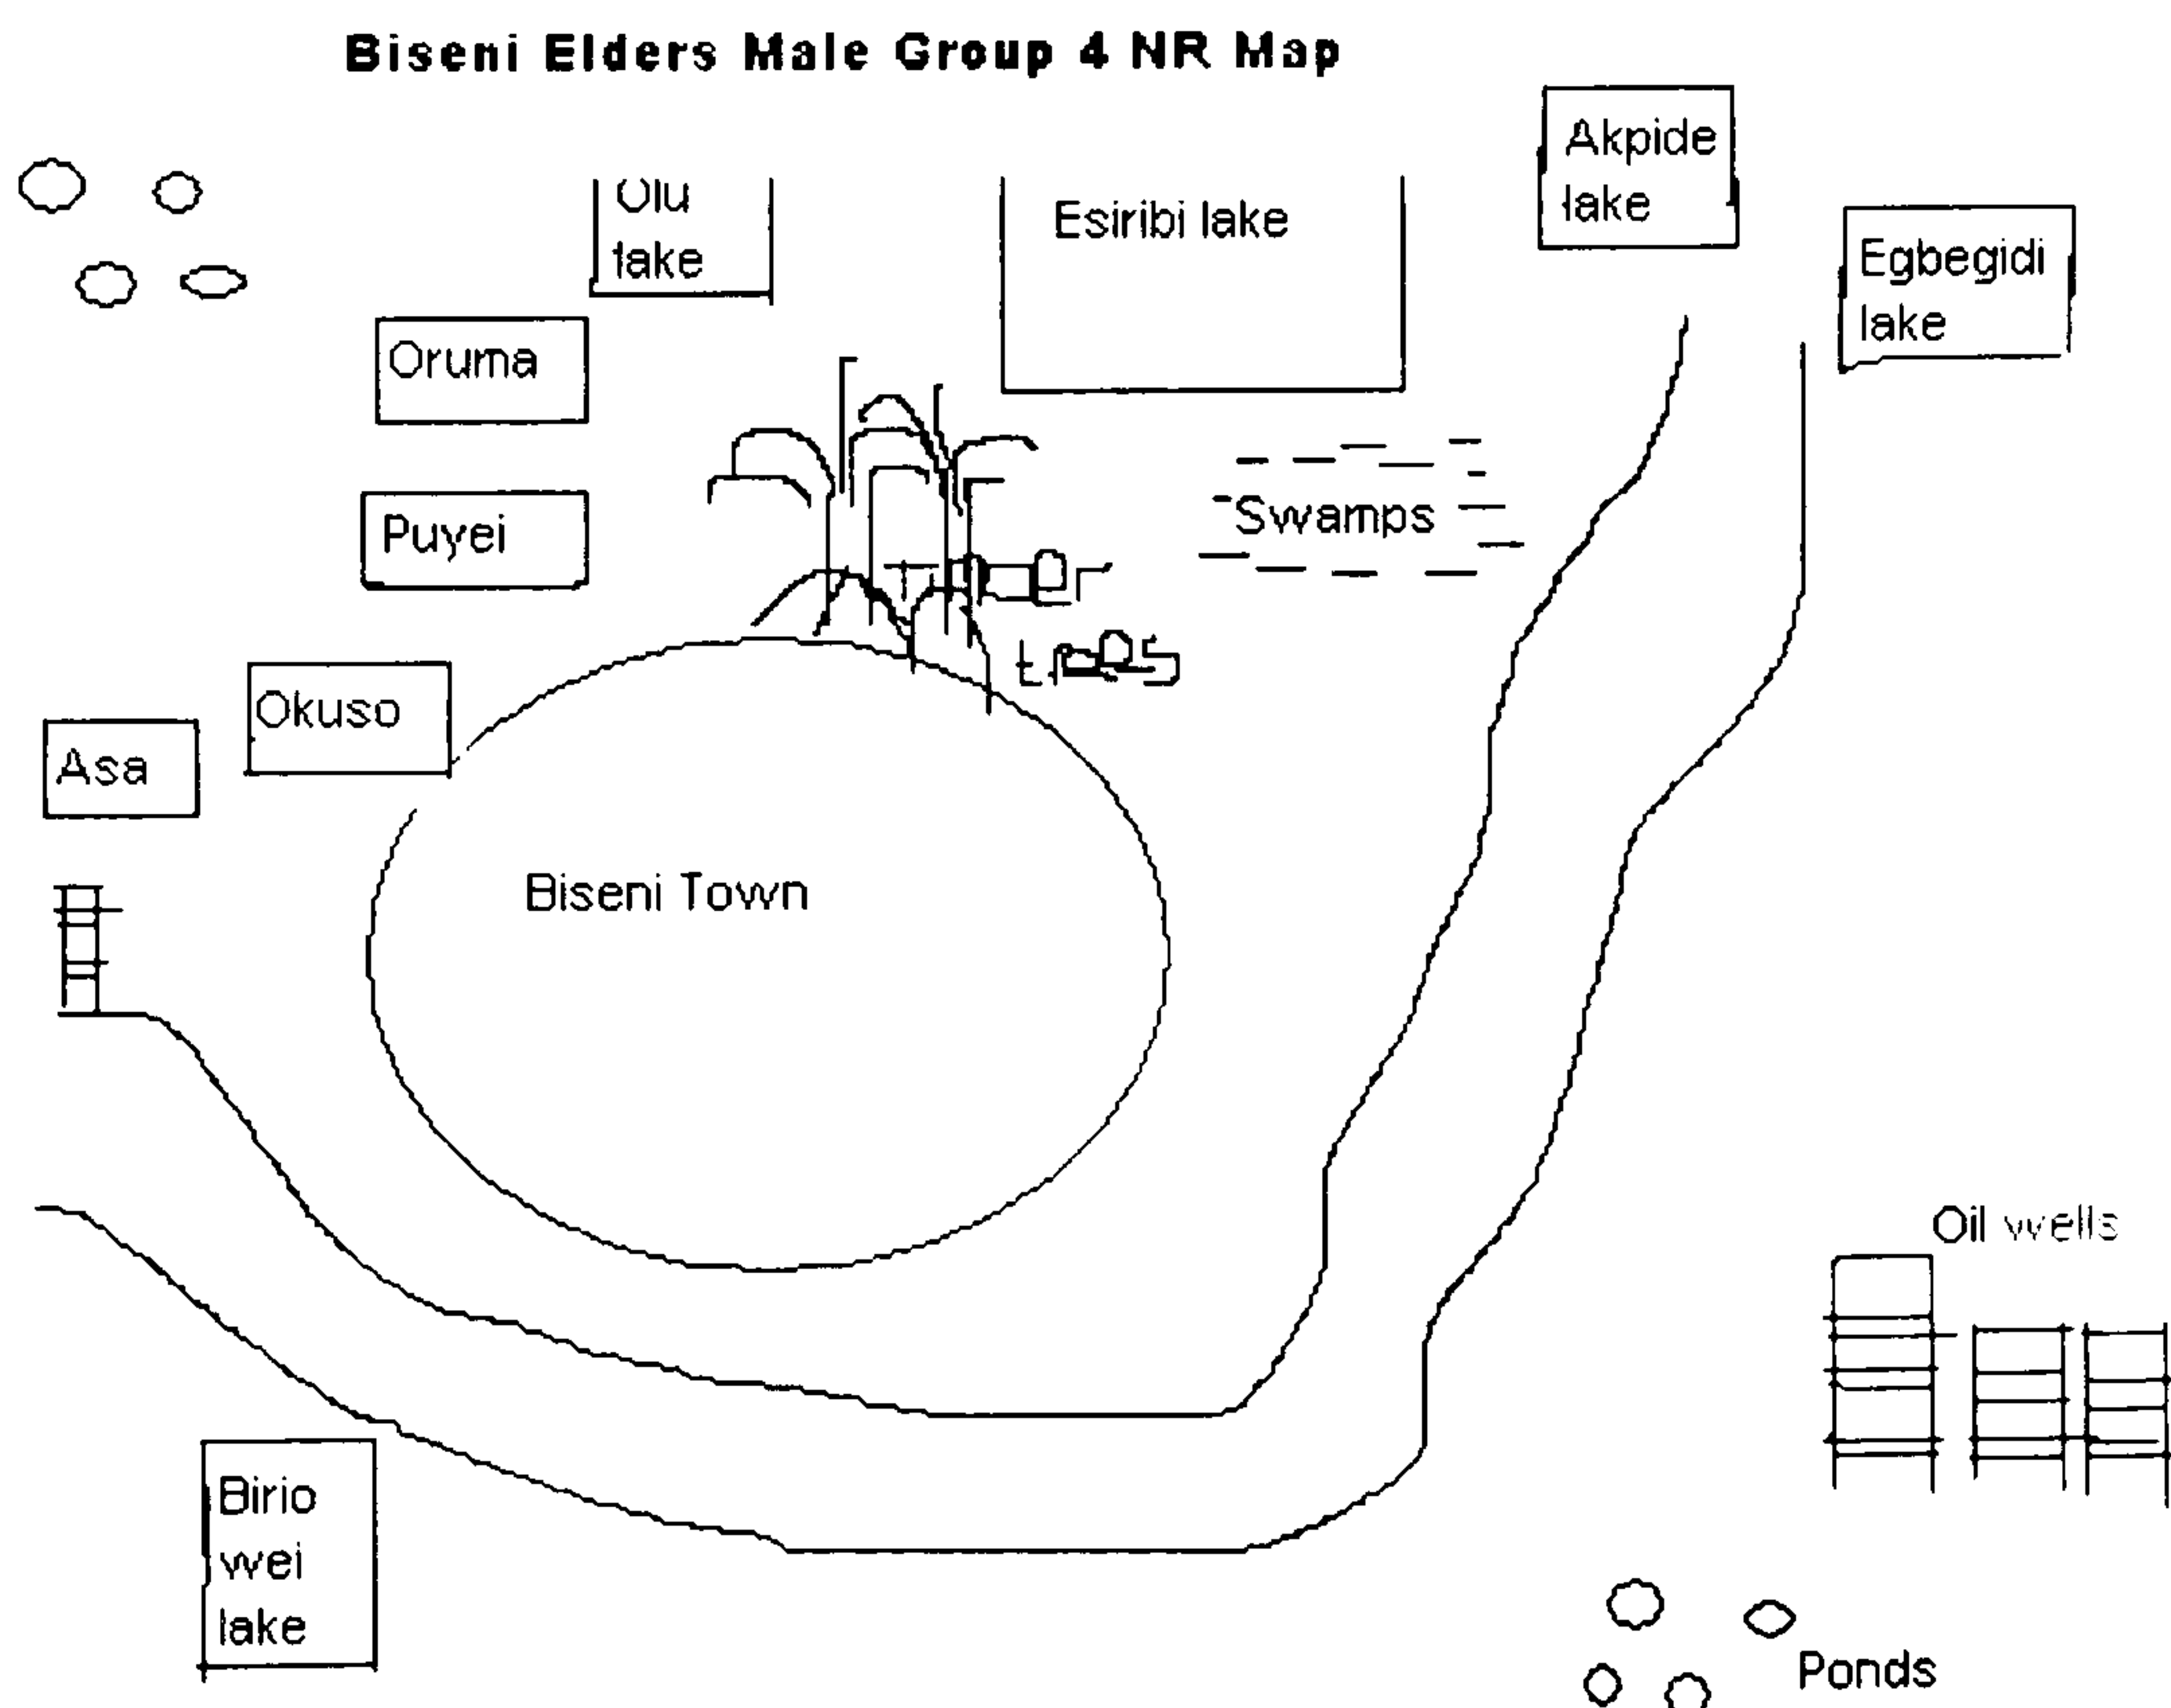 Biseni Elders Male Group 4 NR Map
Akpide
lake
Olu
lake
Esiribi lake
Egbegidi
lake
Oruma
Puyei
Swamps
trees
Okuso
Asa
Biseni Town
Oil wells
Birio
wei
lake
Ponds